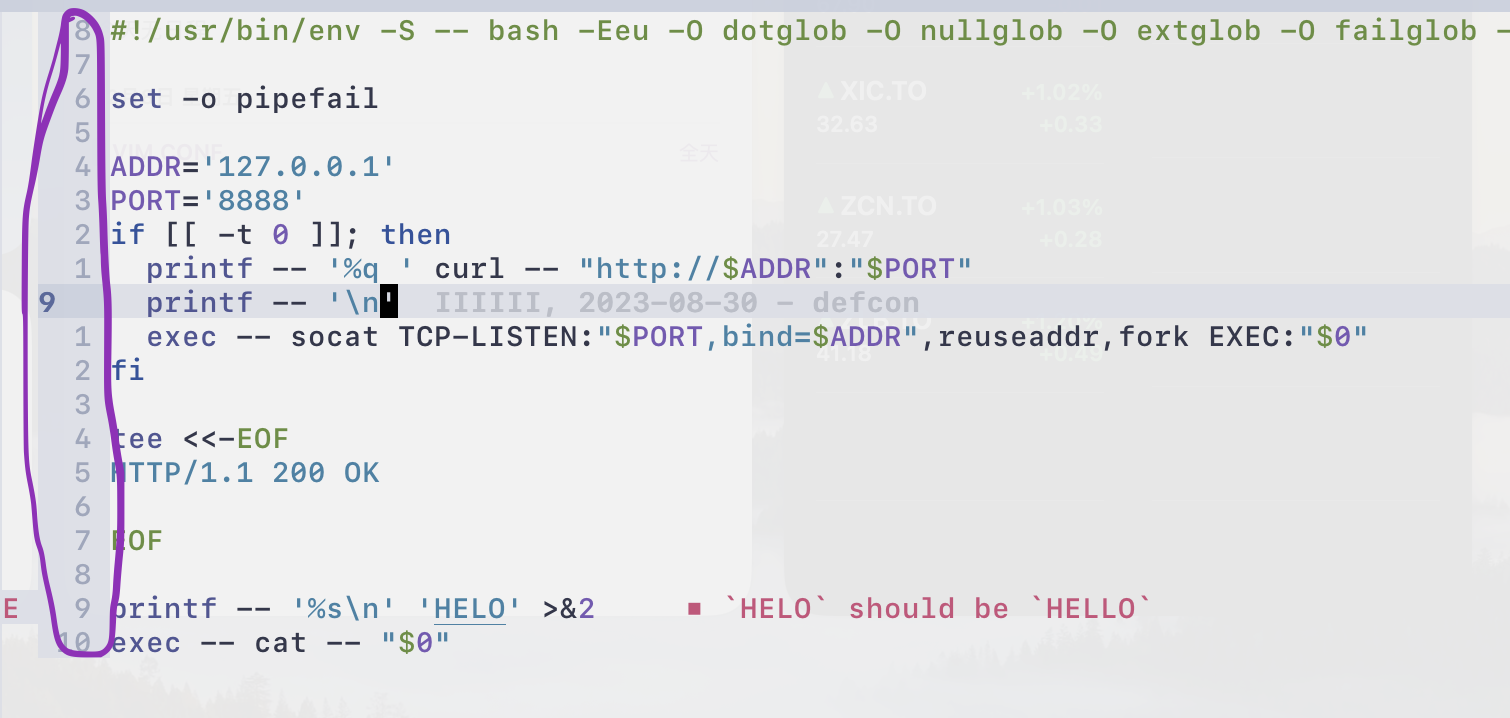 8 #!/usr/bin/env -S -- bash -Eeu -O dotglob -O nullglob -O extglob -O failglob -
7
6 set -o pipefail
5
4 ADDR='127.0.0.1'
3 PORT='8888'
2 if [[ -t 0 ]]; then
1   printf -- '%q ' curl -- "http://$ADDR":"$PORT"
9   printf -- '\n'  IIIIII, 2023-08-30 - defcon
1   exec -- socat TCP-LISTEN:"$PORT,bind=$ADDR",reuseaddr,fork EXEC:"$0"
2 fi
3
4 tee <<-EOF
5 HTTP/1.1 200 OK
6
7 EOF
8
E 9 printf -- '%s\n' 'HELO' >&2     ■ `HELO` should be `HELLO`
10 exec -- cat -- "$0"
VIM CONF
全天
XIC.TO +1.02%
32.63 +0.33
ZCN.TO +1.03%
27.47 +0.28
41.18 +0.49